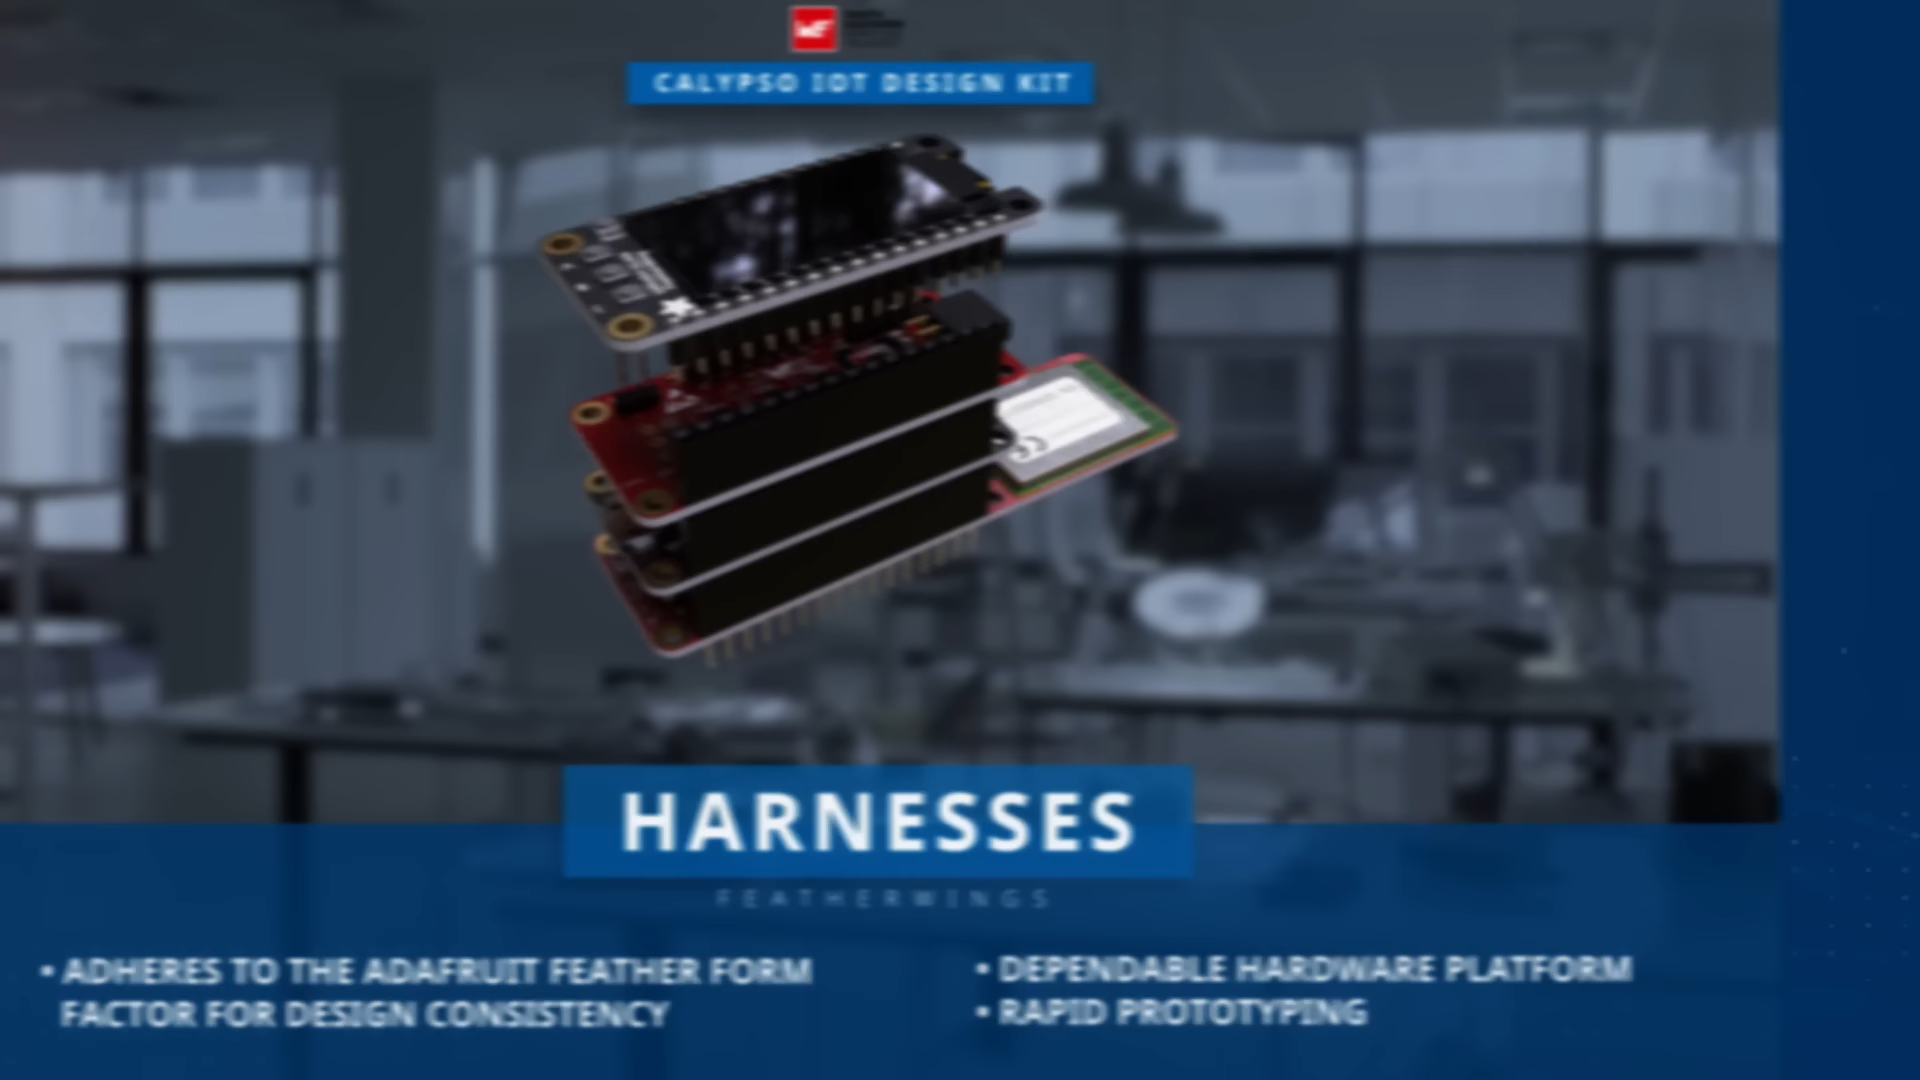 CALYPSO IOT DESIGN KIT
HARNESSES
FEATHERWINGS
• ADHERES TO THE ADAFRUIT FEATHER FORM
FACTOR FOR DESIGN CONSISTENCY
• DEPENDABLE HARDWARE PLATFORM
• RAPID PROTOTYPING